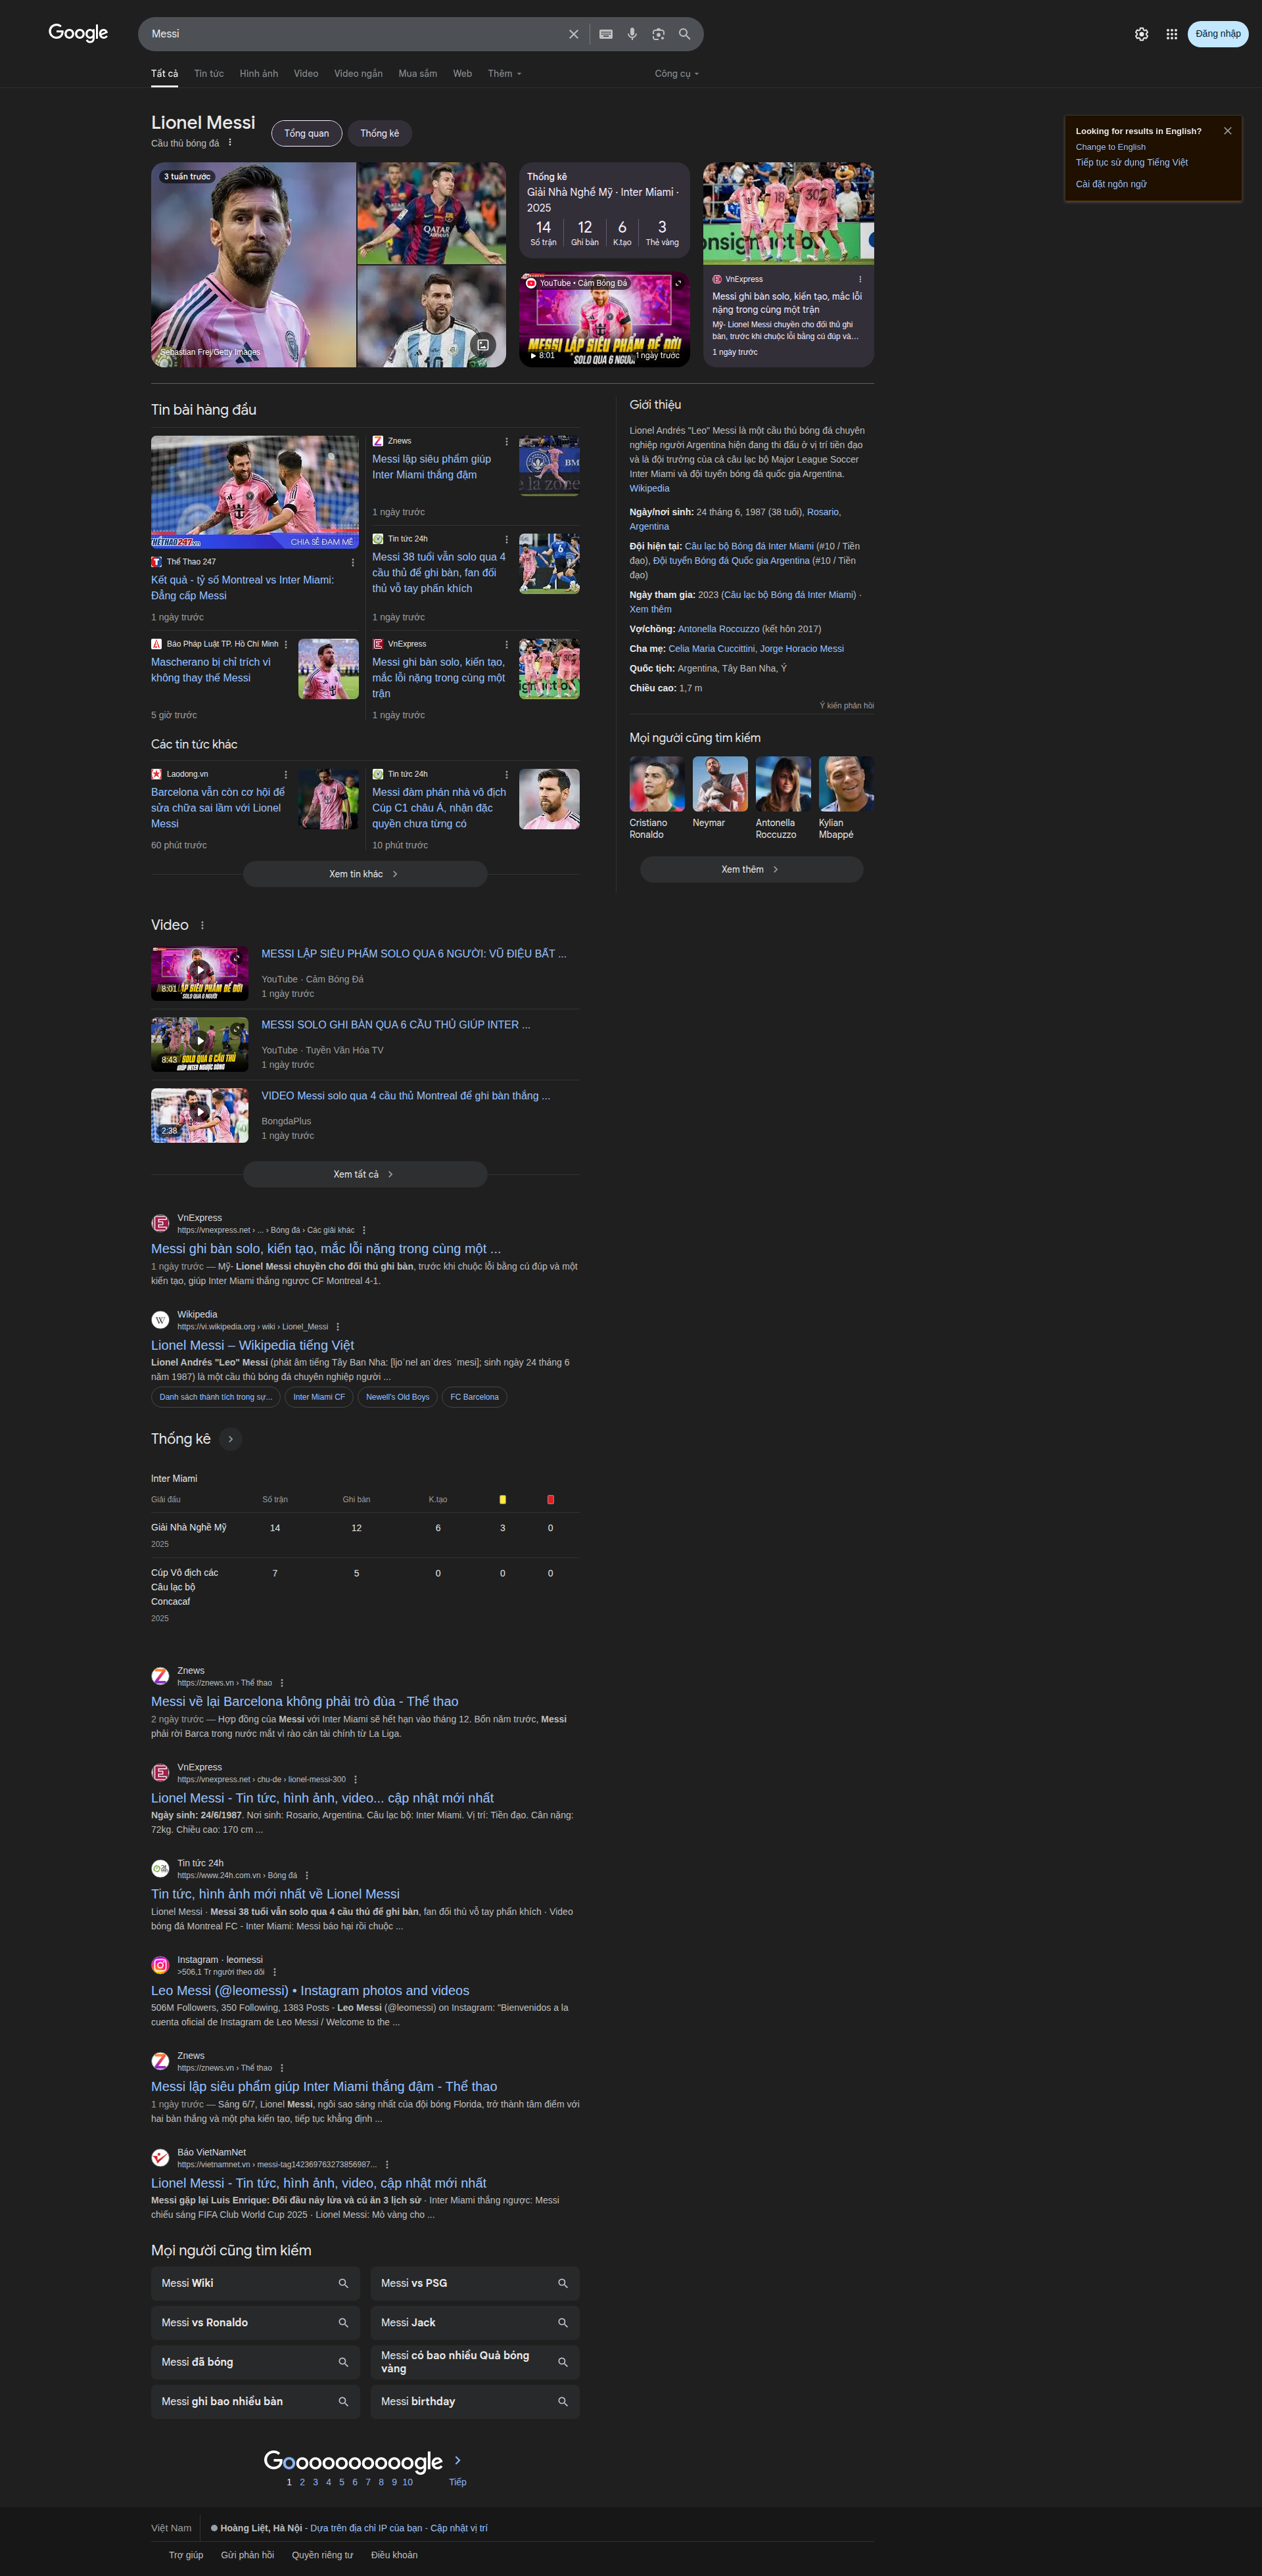 Google
Messi
Đăng nhập
Tất cả
Tin tức
Hình ảnh
Video
Video ngắn
Mua sắm
Web
Thêm
Công cụ
Looking for results in English?
Change to English
Tiếp tục sử dụng Tiếng Việt
Cài đặt ngôn ngữ
Lionel Messi
Cầu thủ bóng đá
Tổng quan
Thống kê
3 tuần trước
Sebastian Frej/Getty Images
Thống kê
Giải Nhà Nghề Mỹ · Inter Miami ·
2025
14 12 6 3
Số trận Ghi bàn K.tạo Thẻ vàng
YouTube • Cảm Bóng Đá
MESSI LẬP SIÊU PHẨM ĐỂ ĐỜI
SOLO QUA 6 NGƯỜI
8:01
1 ngày trước
VnExpress
Messi ghi bàn solo, kiến tạo, mắc lỗi
nặng trong cùng một trận
Mỹ- Lionel Messi chuyền cho đối thủ ghi
bàn, trước khi chuộc lỗi bằng cú đúp và...
1 ngày trước
Tin bài hàng đầu
THỂTHAO247.vn
CHIA SẺ ĐAM MÊ
Thể Thao 247
Kết quả - tỷ số Montreal vs Inter Miami:
Đẳng cấp Messi
1 ngày trước
Znews
Messi lập siêu phẩm giúp
Inter Miami thắng đậm
1 ngày trước
Tin tức 24h
Messi 38 tuổi vẫn solo qua 4
cầu thủ để ghi bàn, fan đối
thủ vỗ tay phấn khích
1 ngày trước
Báo Pháp Luật TP. Hồ Chí Minh
Mascherano bị chỉ trích vì
không thay thế Messi
5 giờ trước
VnExpress
Messi ghi bàn solo, kiến tạo,
mắc lỗi nặng trong cùng một
trận
1 ngày trước
Các tin tức khác
Laodong.vn
Barcelona vẫn còn cơ hội để
sửa chữa sai lầm với Lionel
Messi
60 phút trước
Tin tức 24h
Messi đàm phán nhà vô địch
Cúp C1 châu Á, nhận đặc
quyền chưa từng có
10 phút trước
Xem tin khác
Giới thiệu
Lionel Andrés "Leo" Messi là một cầu thủ bóng đá chuyên
nghiệp người Argentina hiện đang thi đấu ở vị trí tiền đạo
và là đội trưởng của cả câu lạc bộ Major League Soccer
Inter Miami và đội tuyển bóng đá quốc gia Argentina.
Wikipedia
Ngày/nơi sinh: 24 tháng 6, 1987 (38 tuổi), Rosario,
Argentina
Đội hiện tại: Câu lạc bộ Bóng đá Inter Miami (#10 / Tiền
đạo), Đội tuyển Bóng đá Quốc gia Argentina (#10 / Tiền
đạo)
Ngày tham gia: 2023 (Câu lạc bộ Bóng đá Inter Miami) ·
Xem thêm
Vợ/chồng: Antonella Roccuzzo (kết hôn 2017)
Cha mẹ: Celia Maria Cuccittini, Jorge Horacio Messi
Quốc tịch: Argentina, Tây Ban Nha, Ý
Chiều cao: 1,7 m
Ý kiến phản hồi
Mọi người cũng tìm kiếm
Cristiano
Ronaldo
Neymar
Antonella
Roccuzzo
Kylian
Mbappé
Xem thêm
Video
8:01
MESSI LẬP SIÊU PHẨM SOLO QUA 6 NGƯỜI: VŨ ĐIỆU BẤT ...
YouTube · Cảm Bóng Đá
1 ngày trước
SOLO QUA 6 CẦU THỦ
GIÚP INTER NGƯỢC DÒNG
8:43
MESSI SOLO GHI BÀN QUA 6 CẦU THỦ GIÚP INTER ...
YouTube · Tuyền Văn Hóa TV
1 ngày trước
2:38
VIDEO Messi solo qua 4 cầu thủ Montreal để ghi bàn thắng ...
BongdaPlus
1 ngày trước
Xem tất cả
VnExpress
https://vnexpress.net › ... › Bóng đá › Các giải khác
Messi ghi bàn solo, kiến tạo, mắc lỗi nặng trong cùng một ...
1 ngày trước — Mỹ- Lionel Messi chuyền cho đối thủ ghi bàn, trước khi chuộc lỗi bằng cú đúp và một
kiến tạo, giúp Inter Miami thắng ngược CF Montreal 4-1.
Wikipedia
https://vi.wikipedia.org › wiki › Lionel_Messi
Lionel Messi – Wikipedia tiếng Việt
Lionel Andrés "Leo" Messi (phát âm tiếng Tây Ban Nha: [ljoˈnel anˈdɾes ˈmesi]; sinh ngày 24 tháng 6
năm 1987) là một cầu thủ bóng đá chuyên nghiệp người ...
Danh sách thành tích trong sự...
Inter Miami CF
Newell's Old Boys
FC Barcelona
Thống kê
Inter Miami
Giải đấu Số trận Ghi bàn K.tạo
Giải Nhà Nghề Mỹ 14 12 6 3 0
2025
Cúp Vô địch các 7 5 0 0 0
Câu lạc bộ
Concacaf
2025
Znews
https://znews.vn › Thể thao
Messi về lại Barcelona không phải trò đùa - Thể thao
2 ngày trước — Hợp đồng của Messi với Inter Miami sẽ hết hạn vào tháng 12. Bốn năm trước, Messi
phải rời Barca trong nước mắt vì rào cản tài chính từ La Liga.
VnExpress
https://vnexpress.net › chu-de › lionel-messi-300
Lionel Messi - Tin tức, hình ảnh, video... cập nhật mới nhất
Ngày sinh: 24/6/1987. Nơi sinh: Rosario, Argentina. Câu lạc bộ: Inter Miami. Vị trí: Tiền đạo. Cân nặng:
72kg. Chiều cao: 170 cm ...
Tin tức 24h
https://www.24h.com.vn › Bóng đá
Tin tức, hình ảnh mới nhất về Lionel Messi
Lionel Messi · Messi 38 tuổi vẫn solo qua 4 cầu thủ để ghi bàn, fan đối thủ vỗ tay phấn khích · Video
bóng đá Montreal FC - Inter Miami: Messi báo hại rồi chuộc ...
Instagram · leomessi
>506,1 Tr người theo dõi
Leo Messi (@leomessi) • Instagram photos and videos
506M Followers, 350 Following, 1383 Posts - Leo Messi (@leomessi) on Instagram: "Bienvenidos a la
cuenta oficial de Instagram de Leo Messi / Welcome to the ...
Znews
https://znews.vn › Thể thao
Messi lập siêu phẩm giúp Inter Miami thắng đậm - Thể thao
1 ngày trước — Sáng 6/7, Lionel Messi, ngôi sao sáng nhất của đội bóng Florida, trở thành tâm điểm với
hai bàn thắng và một pha kiến tạo, tiếp tục khẳng định ...
Báo VietNamNet
https://vietnamnet.vn › messi-tag142369763273856987...
Lionel Messi - Tin tức, hình ảnh, video, cập nhật mới nhất
Messi gặp lại Luis Enrique: Đối đầu nảy lửa và cú ăn 3 lịch sử · Inter Miami thắng ngược: Messi
chiếu sáng FIFA Club World Cup 2025 · Lionel Messi: Mỏ vàng cho ...
Mọi người cũng tìm kiếm
Messi Wiki
Messi vs PSG
Messi vs Ronaldo
Messi Jack
Messi đã bóng
Messi có bao nhiêu Quả bóng
vàng
Messi ghi bao nhiêu bàn
Messi birthday
Goooooooooogle
1 2 3 4 5 6 7 8 9 10 Tiếp
Việt Nam
Hoàng Liệt, Hà Nội - Dựa trên địa chỉ IP của bạn - Cập nhật vị trí
Trợ giúp Gửi phản hồi Quyền riêng tư Điều khoản